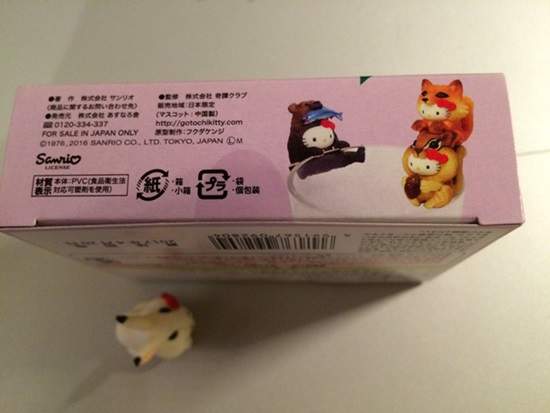 ●著 作 株式会社 サンリオ
(商品に関するお問い合わせ先)
●発売元 株式会社 あすなろ舎
0120-334-337
FOR SALE IN JAPAN ONLY
©1976, 2016 SANRIO CO., LTD. TOKYO, JAPAN Ⓛ M
●監修 株式会社 奇譚クラブ
販売地域:日本限定
(マスコット:中国製)
http://gotochikitty.com
原型制作:フクダケンジ
Sanrio
LICENSE
材質表示
本体:PVC(食品衛生法
対応可塑剤を使用)
紙
・箱
・小箱
プラ
・袋
・個包装